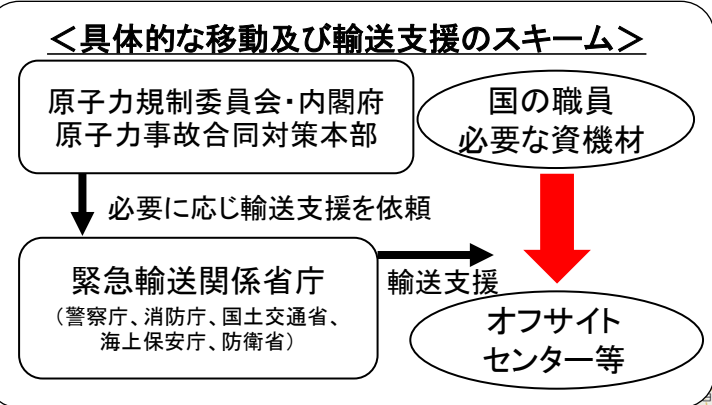 ＜具体的な移動及び輸送支援のスキーム＞
原子力規制委員会・内閣府
原子力事故合同対策本部
国の職員
必要な資機材
必要に応じ輸送支援を依頼
緊急輸送関係省庁
（警察庁、消防庁、国土交通省、
海上保安庁、防衛省）
輸送支援
オフサイト
センター等